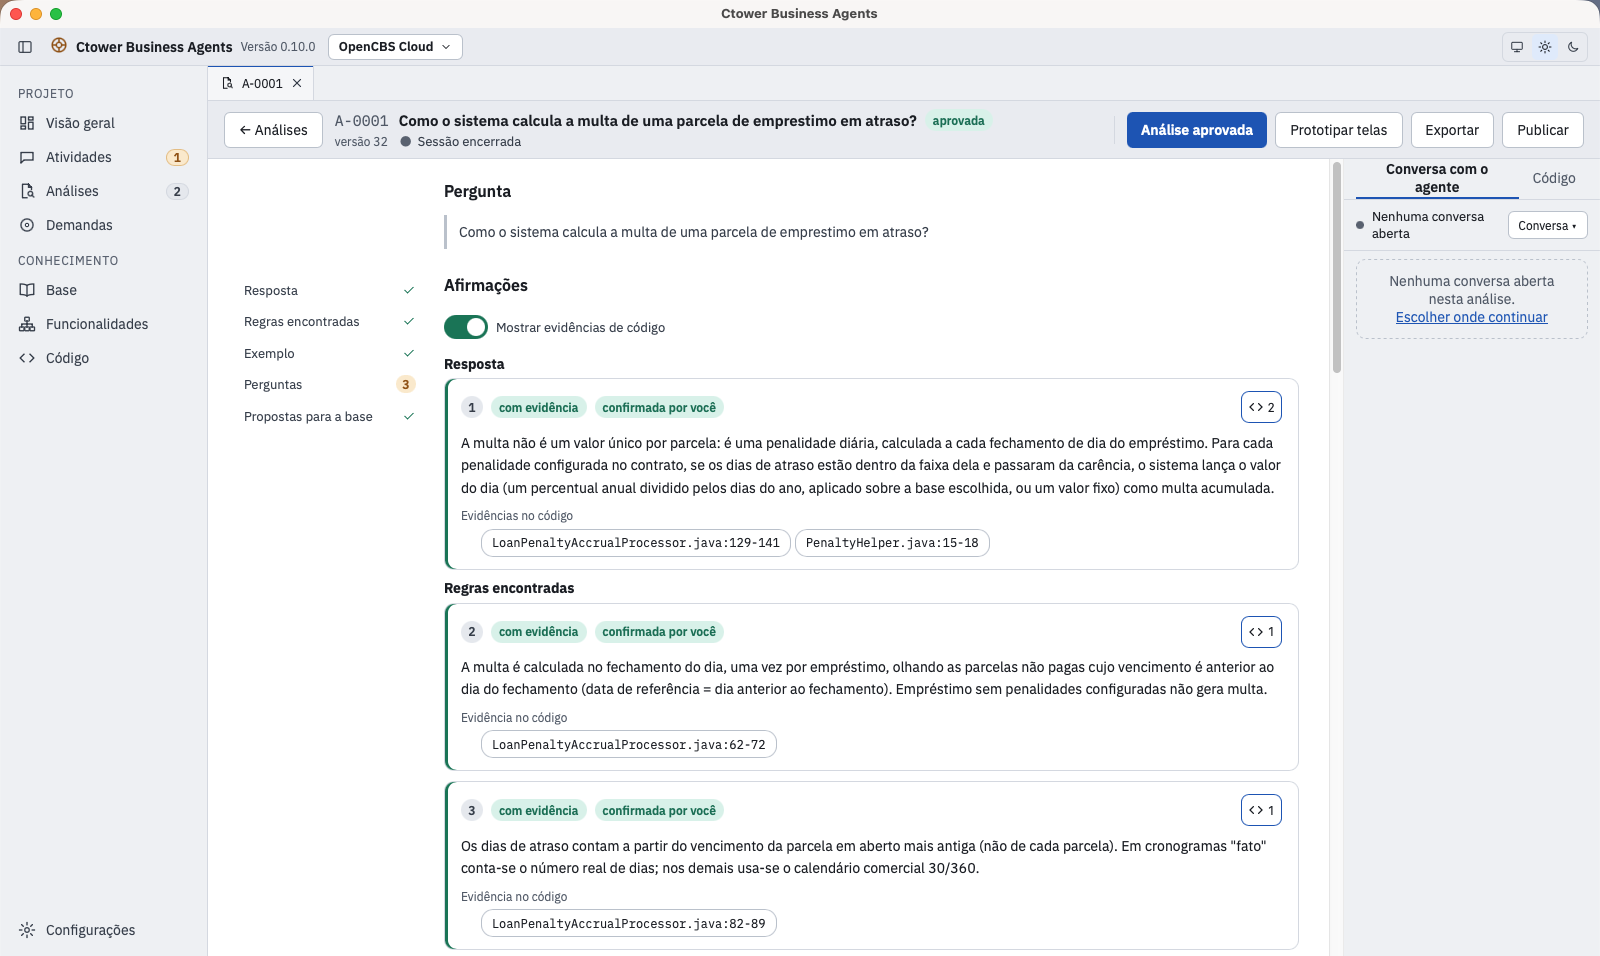 Ctower Business Agents
Ctower Business Agents Versão 0.10.0 OpenCBS Cloud
PROJETO
Visão geral
Atividades 1
Análises 2
Demandas
CONHECIMENTO
Base
Funcionalidades
Código
Configurações
A-0001
← Análises
A-0001 Como o sistema calcula a multa de uma parcela de emprestimo em atraso? aprovada
versão 32 Sessão encerrada
Análise aprovada Prototipar telas Exportar Publicar
Resposta
Regras encontradas
Exemplo
Perguntas 3
Propostas para a base
Pergunta
Como o sistema calcula a multa de uma parcela de emprestimo em atraso?
Afirmações
Mostrar evidências de código
Resposta
1 com evidência confirmada por você <> 2
A multa não é um valor único por parcela: é uma penalidade diária, calculada a cada fechamento de dia do empréstimo. Para cada
penalidade configurada no contrato, se os dias de atraso estão dentro da faixa dela e passaram da carência, o sistema lança o valor
do dia (um percentual anual dividido pelos dias do ano, aplicado sobre a base escolhida, ou um valor fixo) como multa acumulada.
Evidências no código
LoanPenaltyAccrualProcessor.java:129-141 PenaltyHelper.java:15-18
Regras encontradas
2 com evidência confirmada por você <> 1
A multa é calculada no fechamento do dia, uma vez por empréstimo, olhando as parcelas não pagas cujo vencimento é anterior ao
dia do fechamento (data de referência = dia anterior ao fechamento). Empréstimo sem penalidades configuradas não gera multa.
Evidência no código
LoanPenaltyAccrualProcessor.java:62-72
3 com evidência confirmada por você <> 1
Os dias de atraso contam a partir do vencimento da parcela em aberto mais antiga (não de cada parcela). Em cronogramas "fato"
conta-se o número real de dias; nos demais usa-se o calendário comercial 30/360.
Evidência no código
LoanPenaltyAccrualProcessor.java:82-89
Conversa com o
agente
Código
Nenhuma conversa
aberta
Conversa
Nenhuma conversa aberta
nesta análise.
Escolher onde continuar